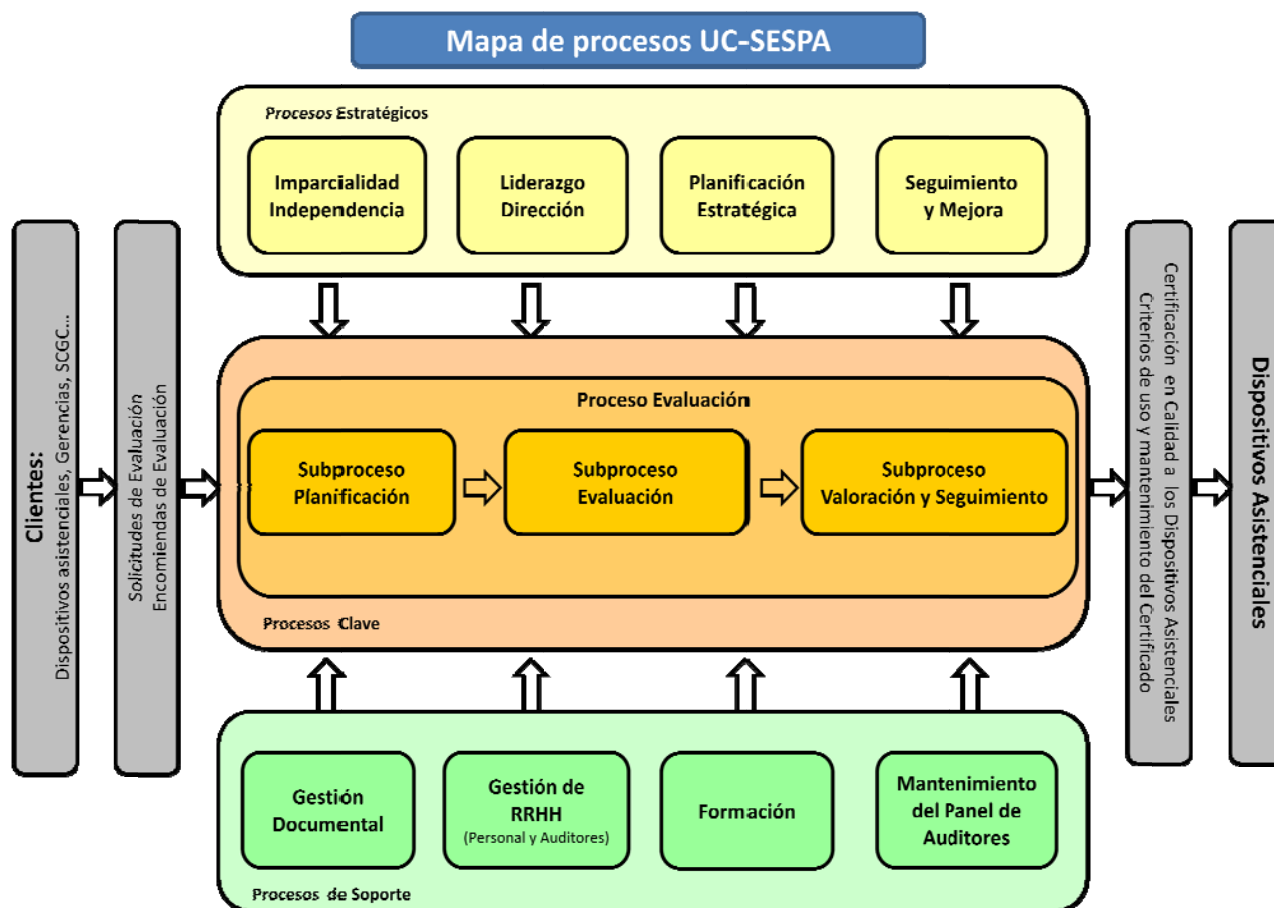 Mapa de procesos UC-SESPA
Procesos Estratégicos
Imparcialidad
Independencia
Liderazgo
Dirección
Planificación
Estratégica
Seguimiento
y Mejora
Clientes:
Dispositivos asistenciales, Gerencias, SCGC...
Solicitudes de Evaluación
Encomiendas de Evaluación
Proceso Evaluación
Subproceso
Planificación
Subproceso
Evaluación
Subproceso
Valoración y Seguimiento
Procesos Clave
Certificación en Calidad a los Dispositivos Asistenciales
Criterios de uso y mantenimiento del Certificado
Dispositivos Asistenciales
Gestión
Documental
Gestión de
RRHH
(Personal y Auditores)
Formación
Mantenimiento
del Panel de
Auditores
Procesos de Soporte